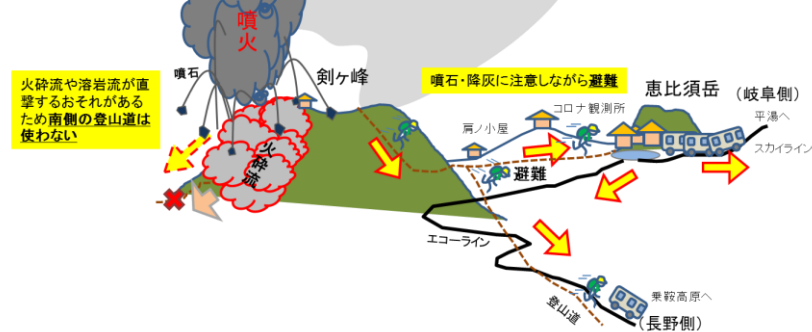 噴火
噴石
剣ヶ峰
火砕流や溶岩流が直
撃するおそれがある
ため南側の登山道は
使わない
火砕流
噴石・降灰に注意しながら避難
恵比須岳
(岐阜側)
平湯へ
スカイライン
コロナ観測所
肩ノ小屋
避難
エコーライン
登山道
乗鞍高原へ
(長野側)